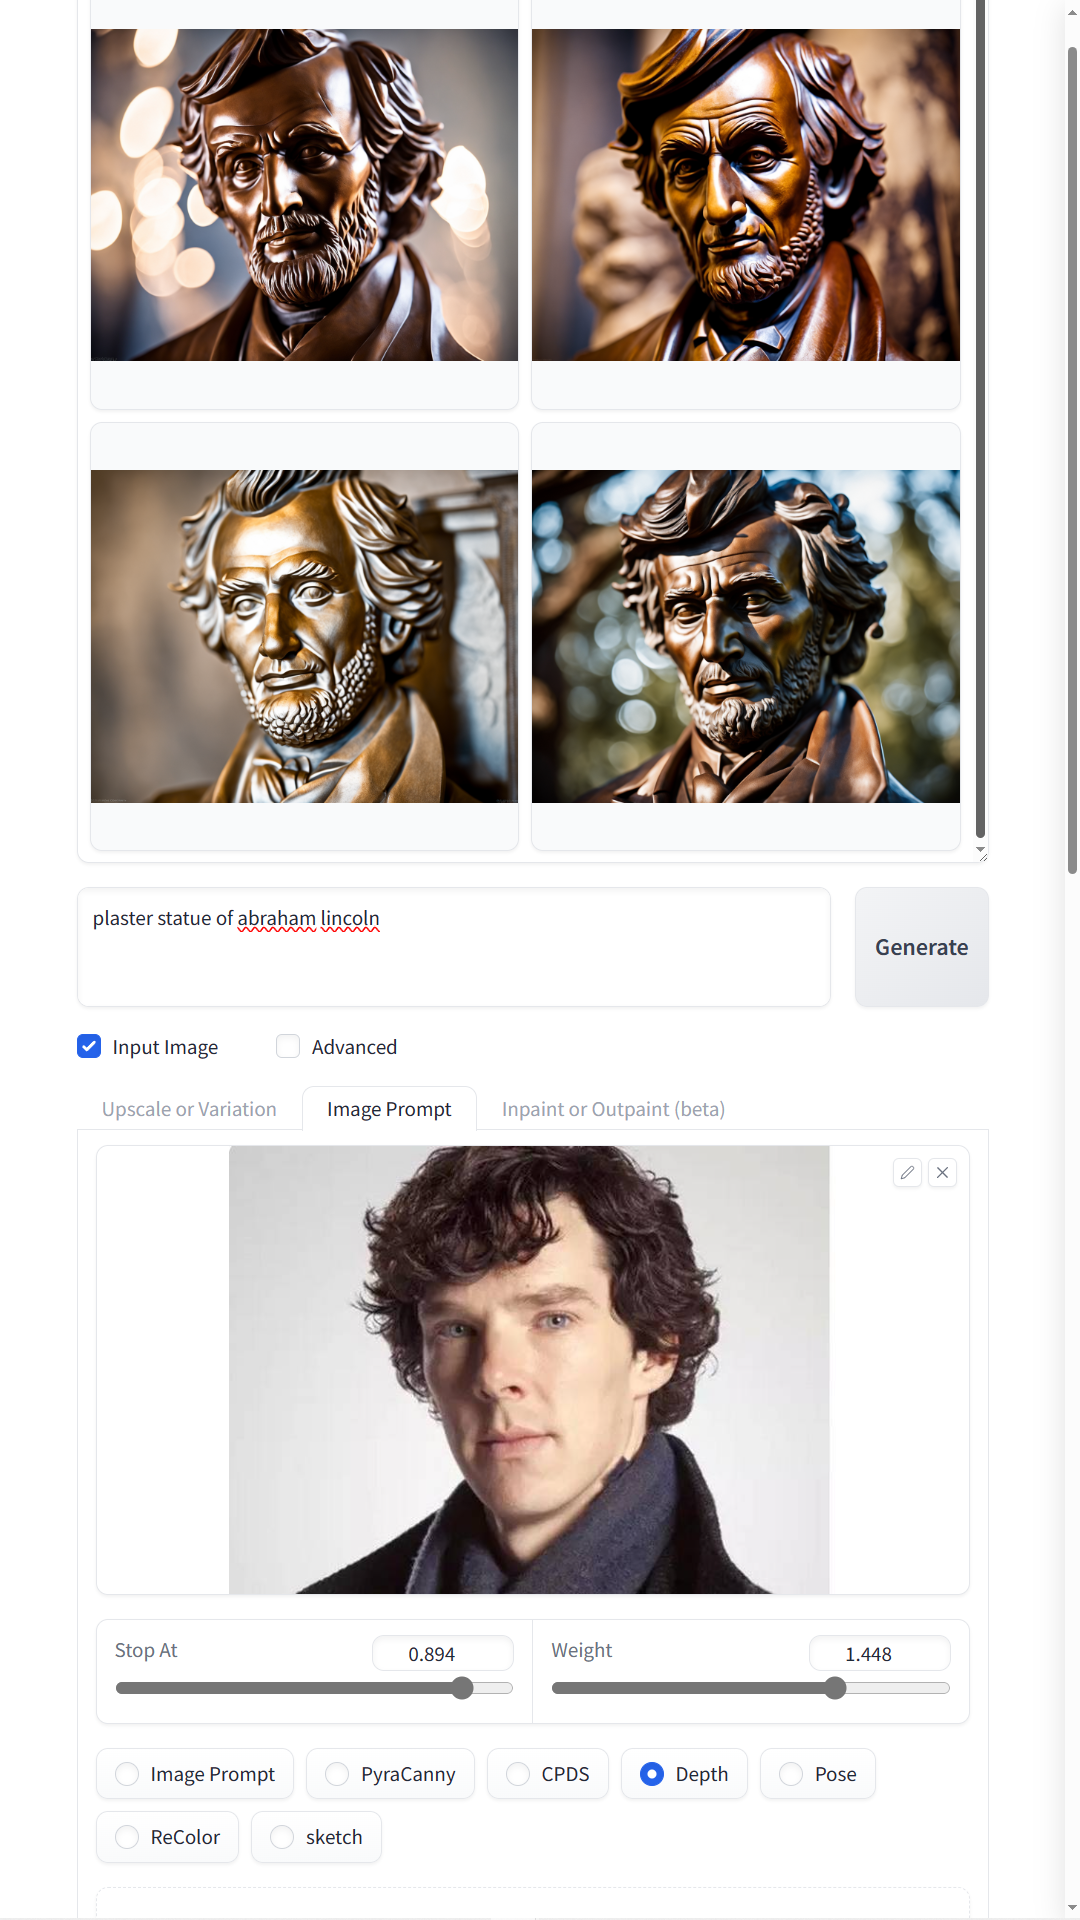 plaster statue of abraham lincoln
Generate
Input Image
Advanced
Upscale or Variation
Image Prompt
Inpaint or Outpaint (beta)
Stop At
0.894
Weight
1.448
Image Prompt
PyraCanny
CPDS
Depth
Pose
ReColor
sketch